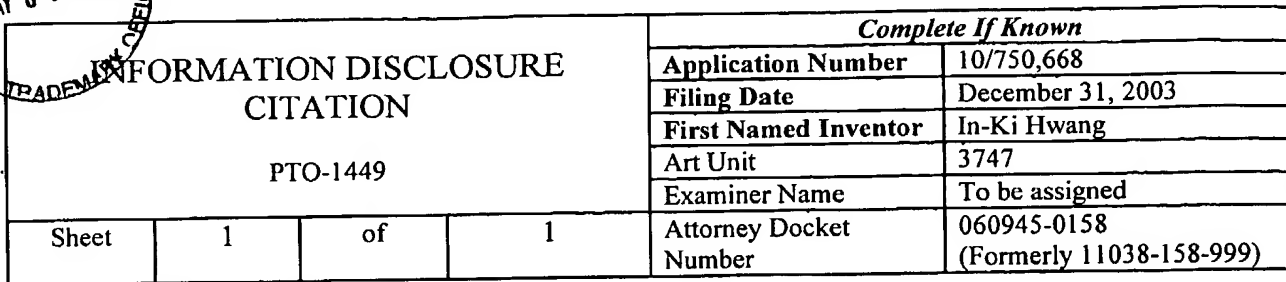 Complete If Known
INFORMATION DISCLOSURE
CITATION
PTO-1449
Application Number 10/750,668
Filing Date December 31, 2003
First Named Inventor In-Ki Hwang
Art Unit 3747
Examiner Name To be assigned
Sheet 1 of 1
Attorney Docket
Number
060945-0158
(Formerly 11038-158-999)
TRADEMARK